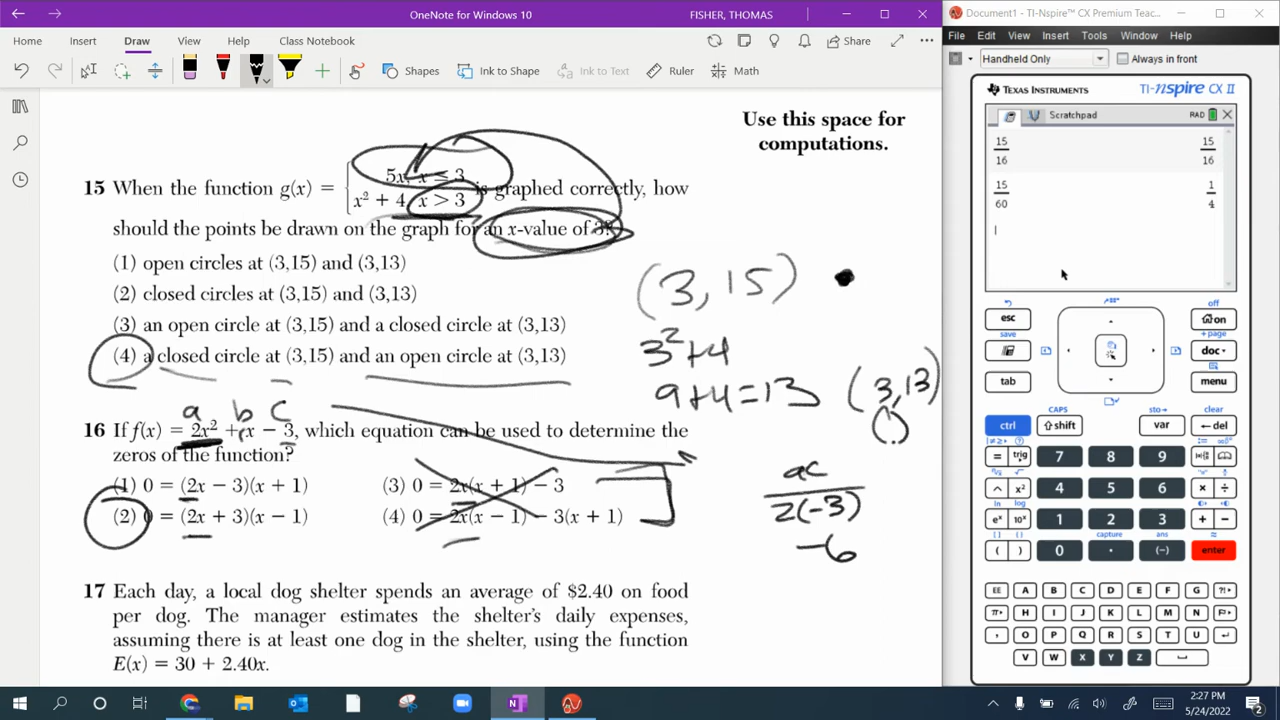 OneNote for Windows 10
FISHER, THOMAS
Home Insert Draw View Help Class Notebook Share
Shapes Ink to Shape Ink to Text Ruler Math
Use this space for
computations.
15 When the function g(x) = { 5x, x ≤ 3
x² + 4, x > 3 is graphed correctly, how
should the points be drawn on the graph for an x-value of 3?
(1) open circles at (3,15) and (3,13)
(2) closed circles at (3,15) and (3,13)
(3) an open circle at (3,15) and a closed circle at (3,13)
(4) a closed circle at (3,15) and an open circle at (3,13)
(3,15)
3²+4
9+4=13 (3,13)
a b c
16 If f(x) = 2x² + x − 3, which equation can be used to determine the
zeros of the function?
(1) 0 = (2x − 3)(x + 1) (3) 0 = 2x(x + 1) − 3
(2) 0 = (2x + 3)(x − 1) (4) 0 = 2x(x − 1) − 3(x + 1)
ac
2(-3)
-6
17 Each day, a local dog shelter spends an average of $2.40 on food
per dog. The manager estimates the shelter's daily expenses,
assuming there is at least one dog in the shelter, using the function
E(x) = 30 + 2.40x.
Document1 - TI-Nspire™ CX Premium Teac...
File Edit View Insert Tools Window Help
Handheld Only Always in front
TEXAS INSTRUMENTS TI-nspire CX II
Scratchpad RAD
15/16 15/16
15/60 1/4
esc off on
save + page
doc
tab menu
CAPS sto→ clear
ctrl shift var del
= trig 7 8 9
^ x² 4 5 6 × ÷
eˣ 10ˣ 1 2 3 + −
( ) 0 . (−) enter
capture ans
EE A B C D E F G ?!
π H I J K L M N
, O P Q R S T U
V W X Y Z
2:27 PM
5/24/2022
2